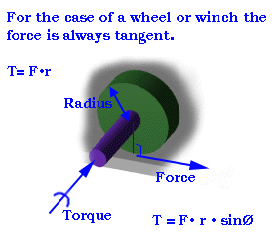 For the case of a wheel or winch the
force is always tangent.
T= F•r
Radius
Force
Torque
T = F• r • sinØ